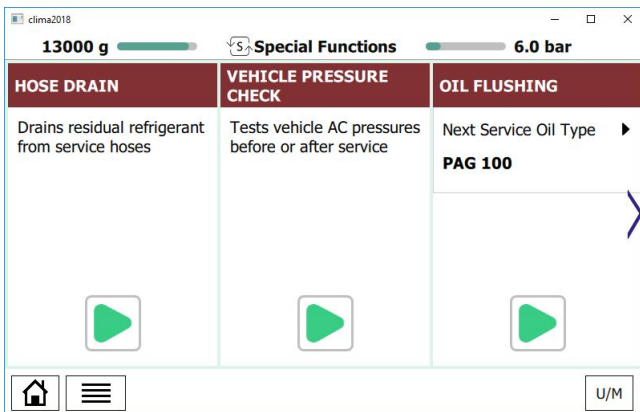 clima2018
13000 g
S
Special Functions
6.0 bar
HOSE DRAIN
Drains residual refrigerant
from service hoses
VEHICLE PRESSURE
CHECK
Tests vehicle AC pressures
before or after service
OIL FLUSHING
Next Service Oil Type
PAG 100
U/M